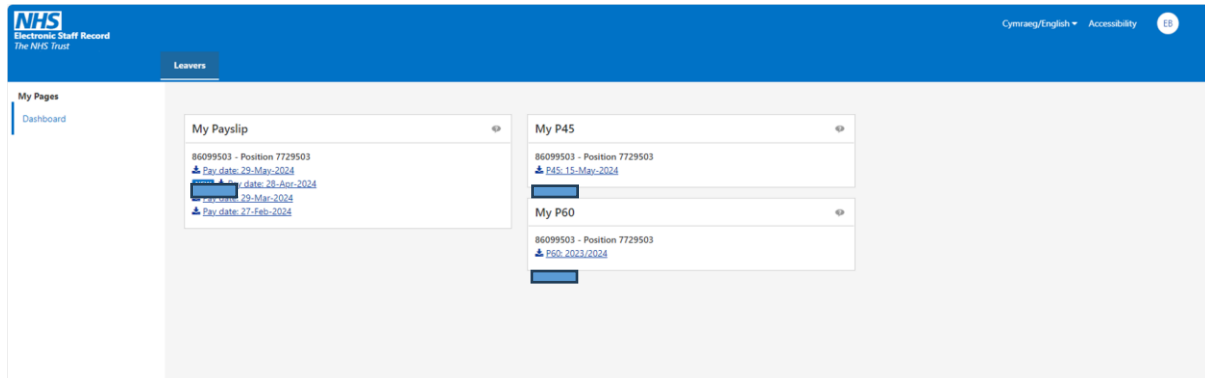 NHS
Electronic Staff Record
The NHS Trust
Cymraeg/English Accessibility EB
Leavers
My Pages
Dashboard
My Payslip
86099503 - Position 7729503
Pay date: 29-May-2024
Pay date: 28-Apr-2024
29-Mar-2024
Pay date: 27-Feb-2024
My P45
86099503 - Position 7729503
P45: 15-May-2024
My P60
86099503 - Position 7729503
P60: 2023/2024